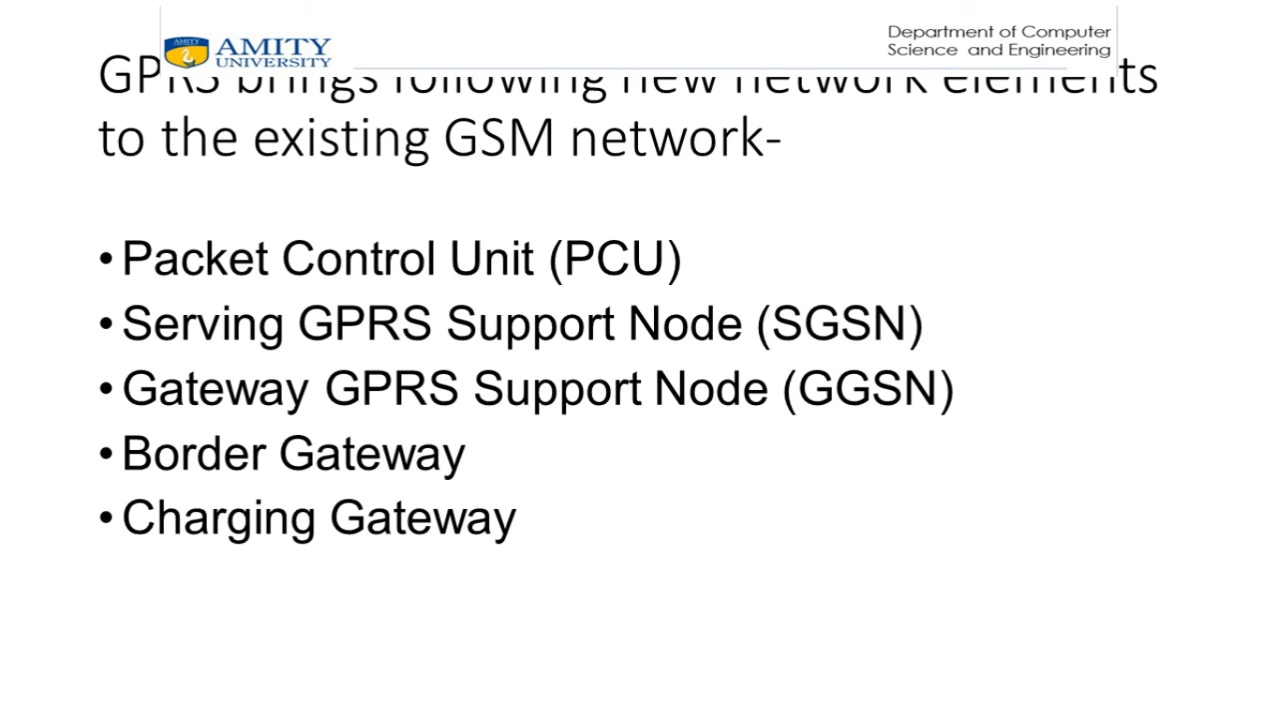 AMITY
UNIVERSITY
Department of Computer
Science and Engineering
GPRS brings following new network elements
to the existing GSM network-
• Packet Control Unit (PCU)
• Serving GPRS Support Node (SGSN)
• Gateway GPRS Support Node (GGSN)
• Border Gateway
• Charging Gateway